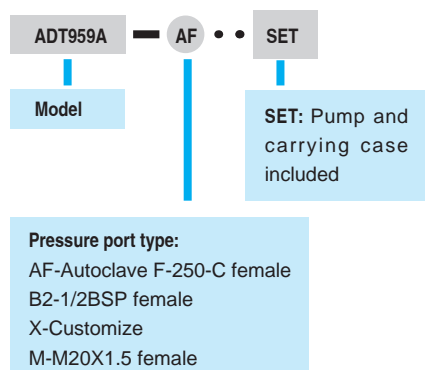 ADT959A — AF • • SET
Model
SET: Pump and
carrying case
included
Pressure port type:
AF-Autoclave F-250-C female
B2-1/2BSP female
X-Customize
M-M20X1.5 female